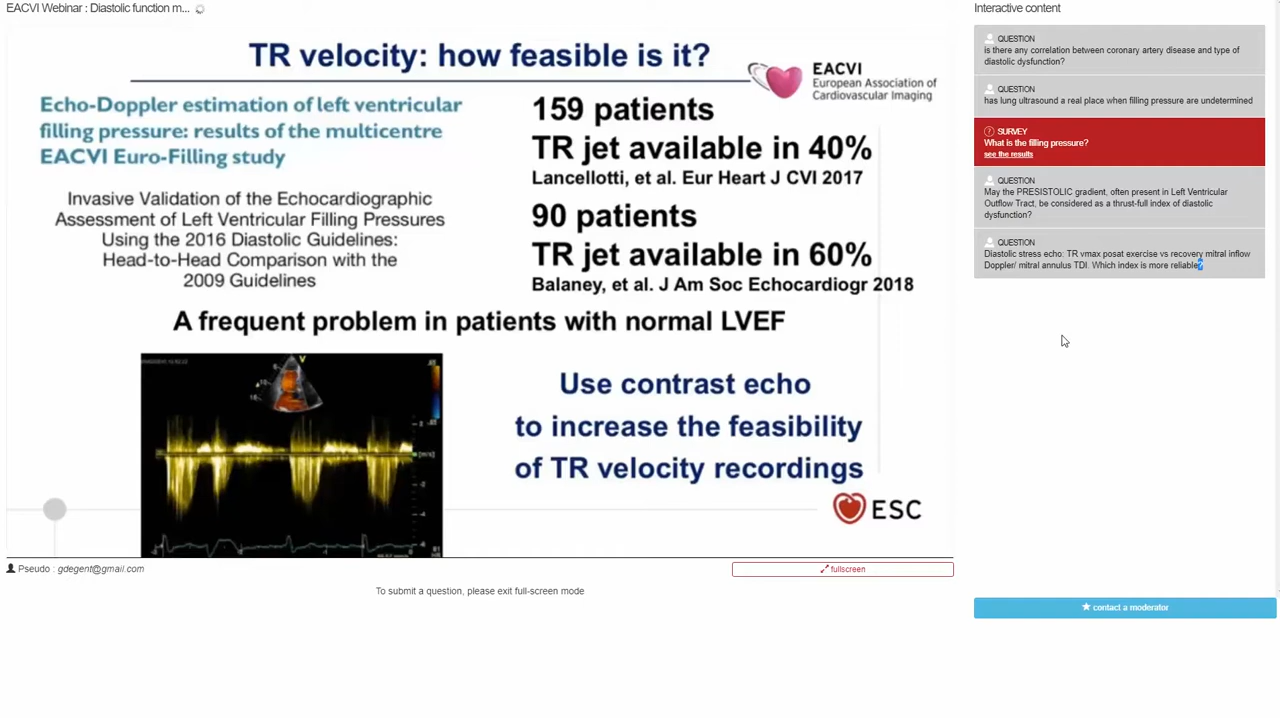 EACVI Webinar : Diastolic function m...
TR velocity: how feasible is it?
EACVI
European Association of
Cardiovascular Imaging
Echo-Doppler estimation of left ventricular
filling pressure: results of the multicentre
EACVI Euro-Filling study
Invasive Validation of the Echocardiographic
Assessment of Left Ventricular Filling Pressures
Using the 2016 Diastolic Guidelines:
Head-to-Head Comparison with the
2009 Guidelines
159 patients
TR jet available in 40%
Lancellotti, et al. Eur Heart J CVI 2017
90 patients
TR jet available in 60%
Balaney, et al. J Am Soc Echocardiogr 2018
A frequent problem in patients with normal LVEF
V
Use contrast echo
to increase the feasibility
of TR velocity recordings
ESC
Pseudo : gdegent@gmail.com
fullscreen
To submit a question, please exit full-screen mode
Interactive content
QUESTION
is there any correlation between coronary artery disease and type of
diastolic dysfunction?
QUESTION
has lung ultrasound a real place when filling pressure are undetermined
SURVEY
What is the filling pressure?
see the results
QUESTION
May the PRESISTOLIC gradient, often present in Left Ventricular
Outflow Tract, be considered as a thrust-full index of diastolic
dysfunction?
QUESTION
Diastolic stress echo: TR vmax posat exercise vs recovery mitral inflow
Doppler/ mitral annulus TDI. Which index is more reliable?
contact a moderator